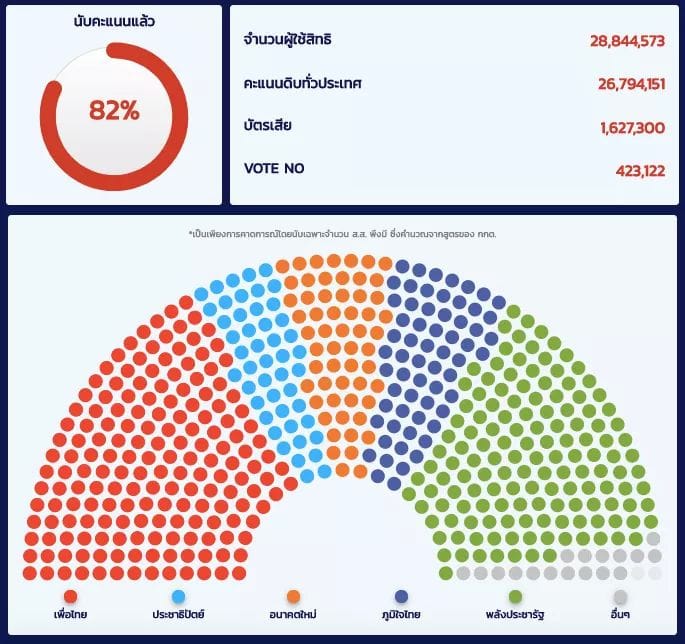 นับคะแนนแล้ว
82%
จำนวนผู้ใช้สิทธิ 28,844,573
คะแนนดิบทั่วประเทศ 26,794,151
บัตรเสีย 1,627,300
VOTE NO 423,122
*เป็นเพียงการคาดการณ์โดยนับเฉพาะจำนวน ส.ส. พึงมี ซึ่งคำนวณจากสูตรของ กกต.
เพื่อไทย ประชาธิปัตย์ อนาคตใหม่ ภูมิใจไทย พลังประชารัฐ อื่นๆ